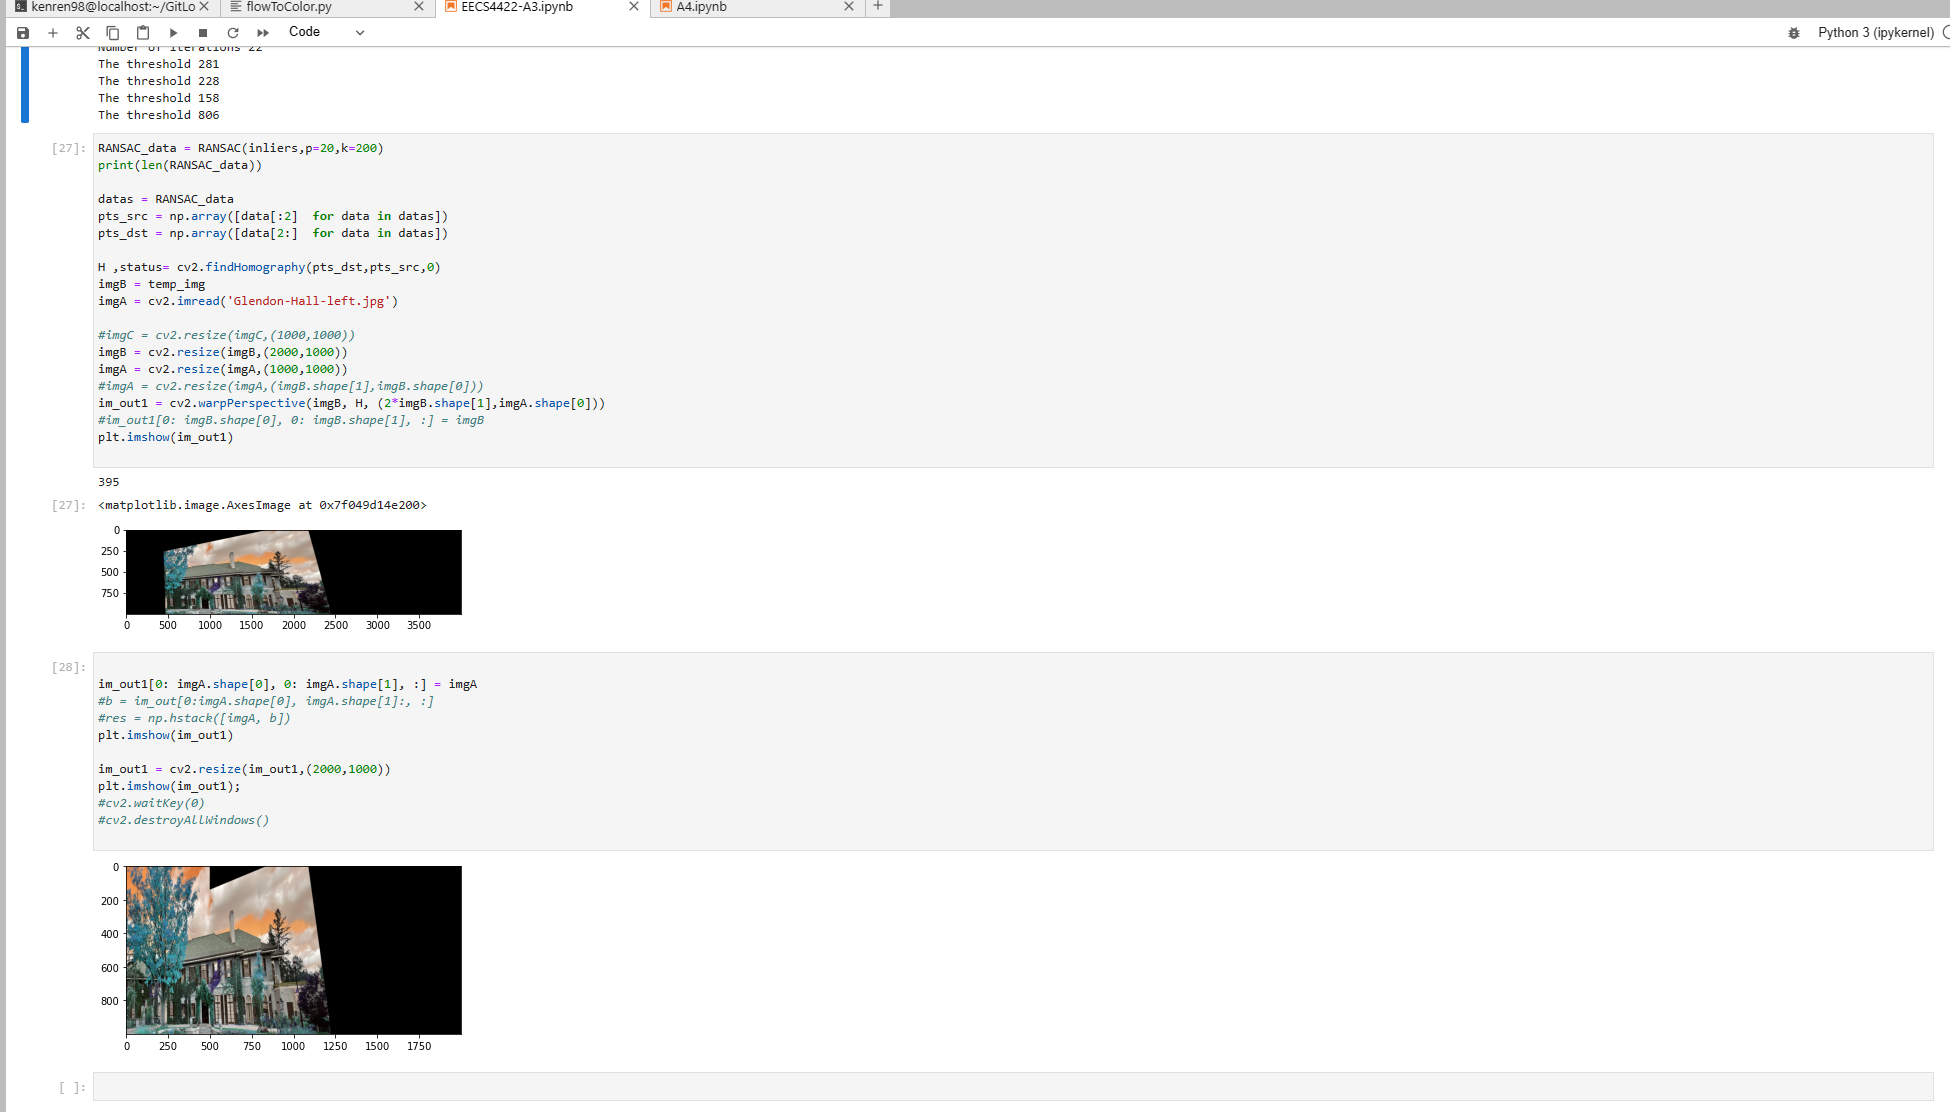 kenren98@localhost:~/GitLo
flowToColor.py
EECS4422-A3.ipynb
A4.ipynb
Code
Python 3 (ipykernel)
Number of iterations 22
The threshold 281
The threshold 228
The threshold 158
The threshold 806
[27]:
RANSAC_data = RANSAC(inliers,p=20,k=200)
print(len(RANSAC_data))
datas = RANSAC_data
pts_src = np.array([data[:2]  for data in datas])
pts_dst = np.array([data[2:]  for data in datas])
H ,status= cv2.findHomography(pts_dst,pts_src,0)
imgB = temp_img
imgA = cv2.imread('Glendon-Hall-left.jpg')
#imgC = cv2.resize(imgC,(1000,1000))
imgB = cv2.resize(imgB,(2000,1000))
imgA = cv2.resize(imgA,(1000,1000))
#imgA = cv2.resize(imgA,(imgB.shape[1],imgB.shape[0]))
im_out1 = cv2.warpPerspective(imgB, H, (2*imgB.shape[1],imgA.shape[0]))
#im_out1[0: imgB.shape[0], 0: imgB.shape[1], :] = imgB
plt.imshow(im_out1)
395
[27]: <matplotlib.image.AxesImage at 0x7f049d14e200>
0
250
500
750
0 500 1000 1500 2000 2500 3000 3500
[28]:
im_out1[0: imgA.shape[0], 0: imgA.shape[1], :] = imgA
#b = im_out[0:imgA.shape[0], imgA.shape[1]:, :]
#res = np.hstack([imgA, b])
plt.imshow(im_out1)
im_out1 = cv2.resize(im_out1,(2000,1000))
plt.imshow(im_out1);
#cv2.waitKey(0)
#cv2.destroyAllWindows()
0
200
400
600
800
0 250 500 750 1000 1250 1500 1750
[ ]: